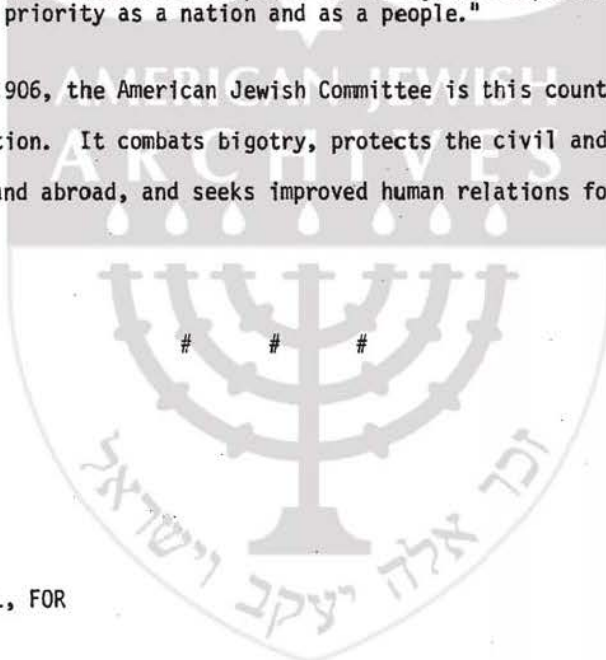 priority as a nation and as a people."
906, the American Jewish Committee is this count
AMERICAN JEWISH
tion. It combats bigotry, protects the civil and
ARCHIVES
and abroad, and seeks improved human relations fo
# # #
זכר אלה יעקב וישראל
., FOR